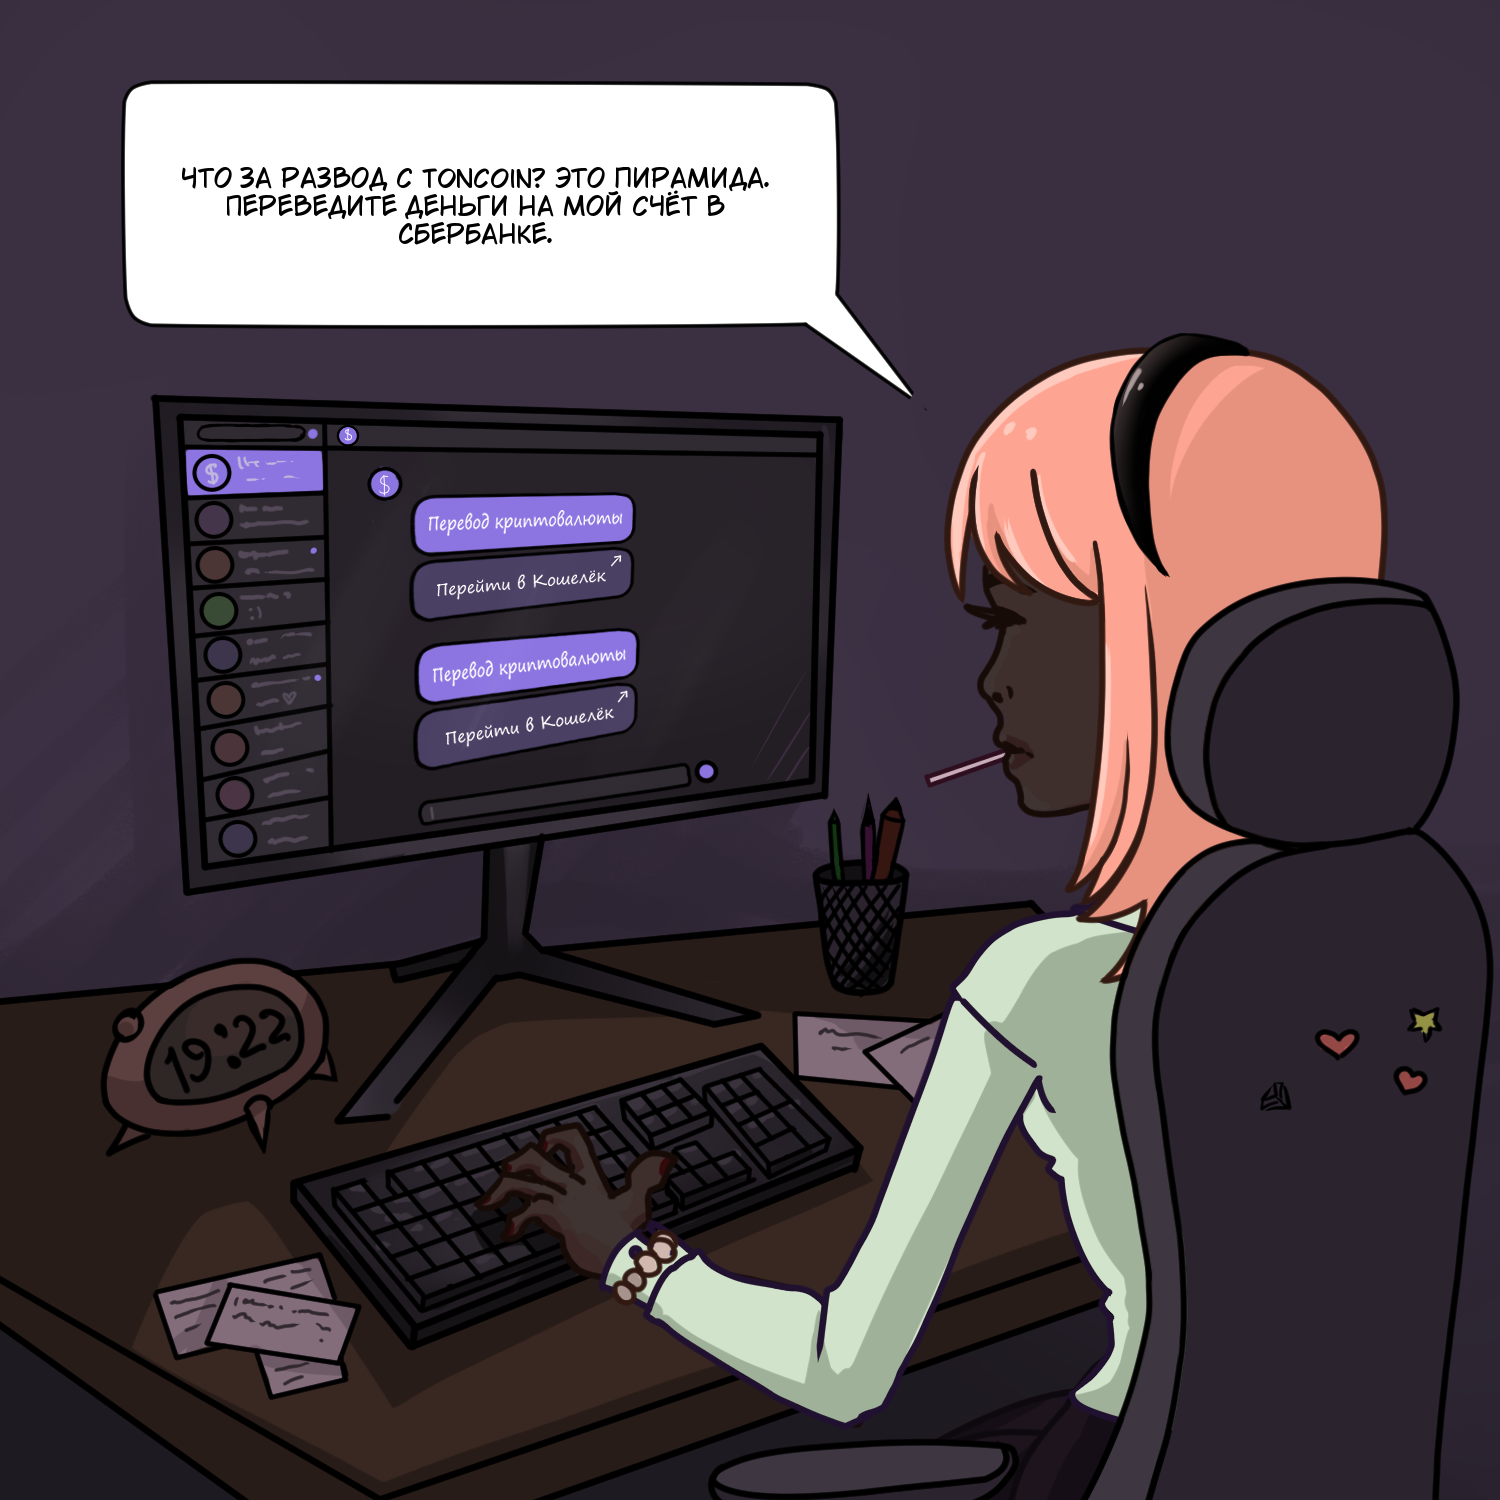 ЧТО ЗА РАЗВОД С TONCOIN? ЭТО ПИРАМИДА.
ПЕРЕВЕДИТЕ ДЕНЬГИ НА МОЙ СЧЁТ В
СБЕРБАНКЕ.
$
$
$
Перевод криптовалюты
Перейти в Кошелёк
:)
Перевод криптовалюты
Перейти в Кошелёк
19:22